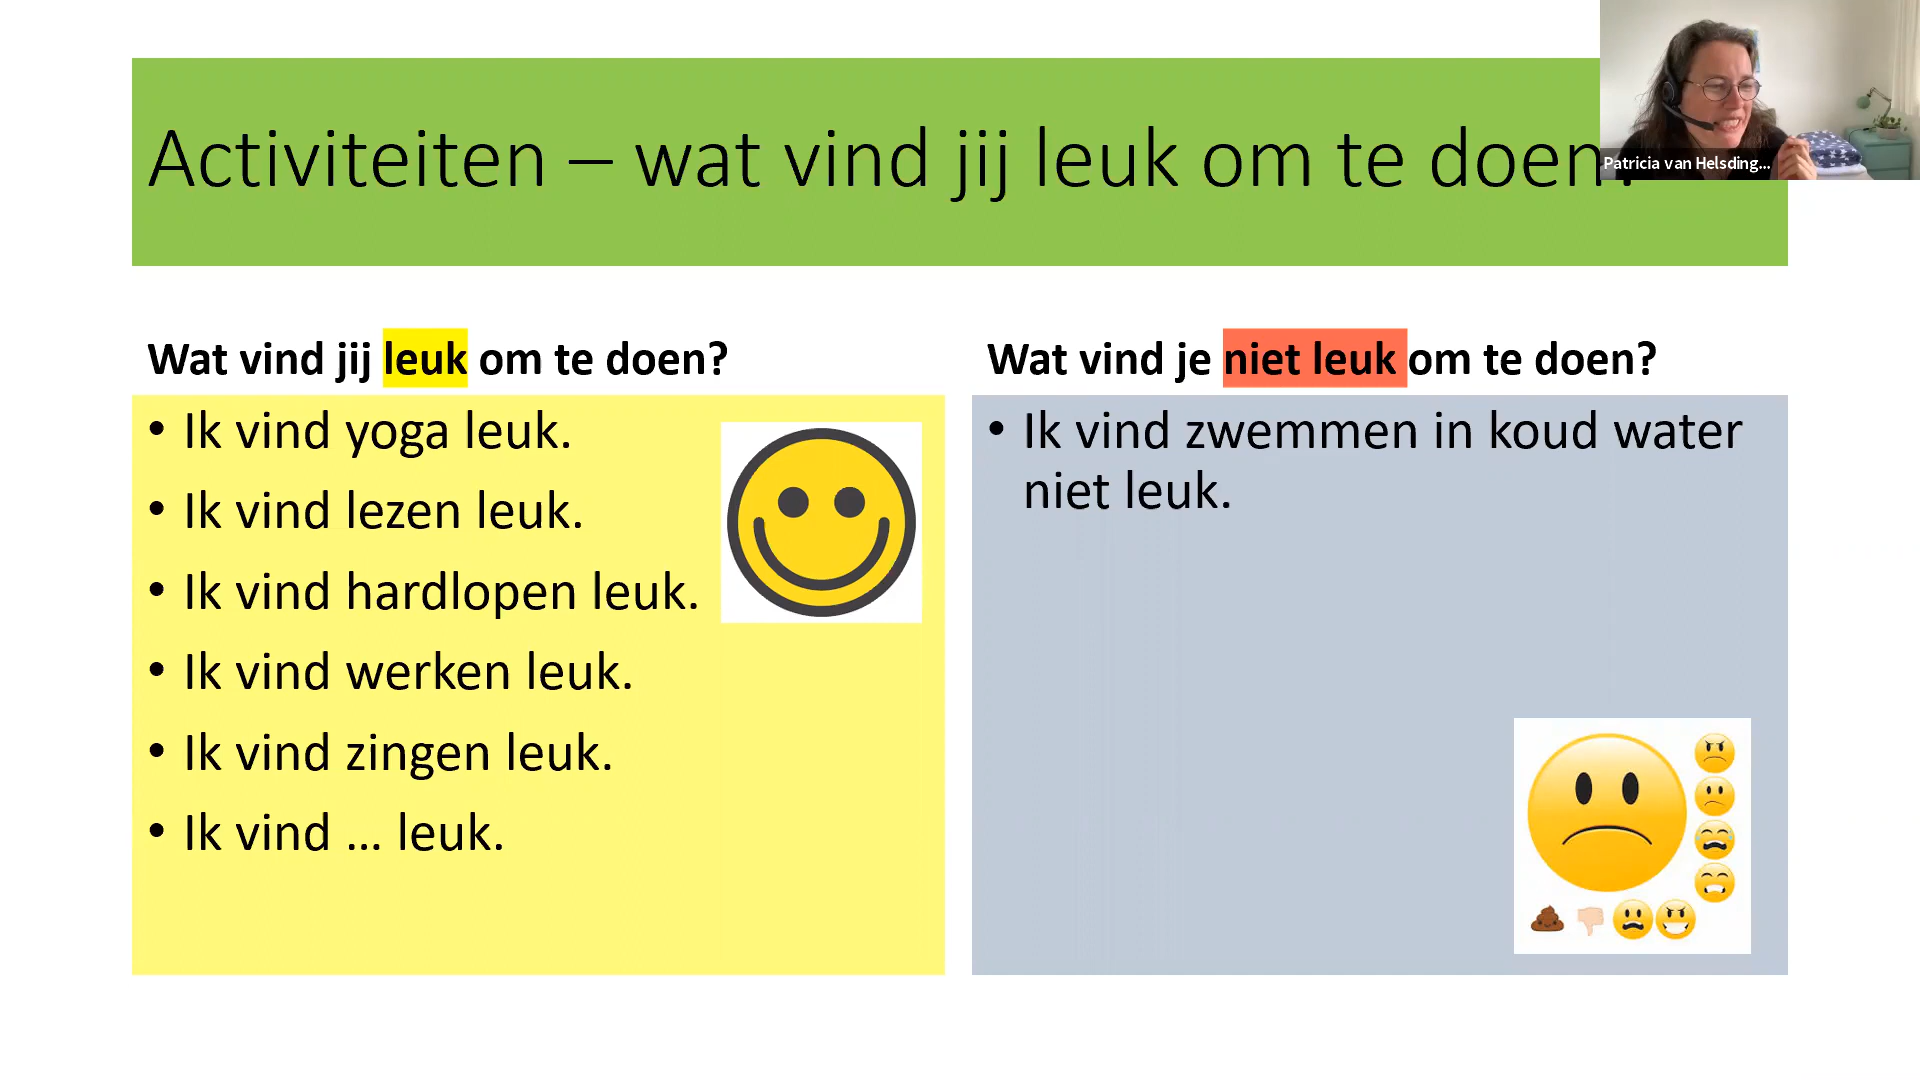 Activiteiten – wat vind jij leuk om te doen?
Patricia van Helsding...
Wat vind jij leuk om te doen?
• Ik vind yoga leuk.
• Ik vind lezen leuk.
• Ik vind hardlopen leuk.
• Ik vind werken leuk.
• Ik vind zingen leuk.
• Ik vind ... leuk.
Wat vind je niet leuk om te doen?
• Ik vind zwemmen in koud water
niet leuk.